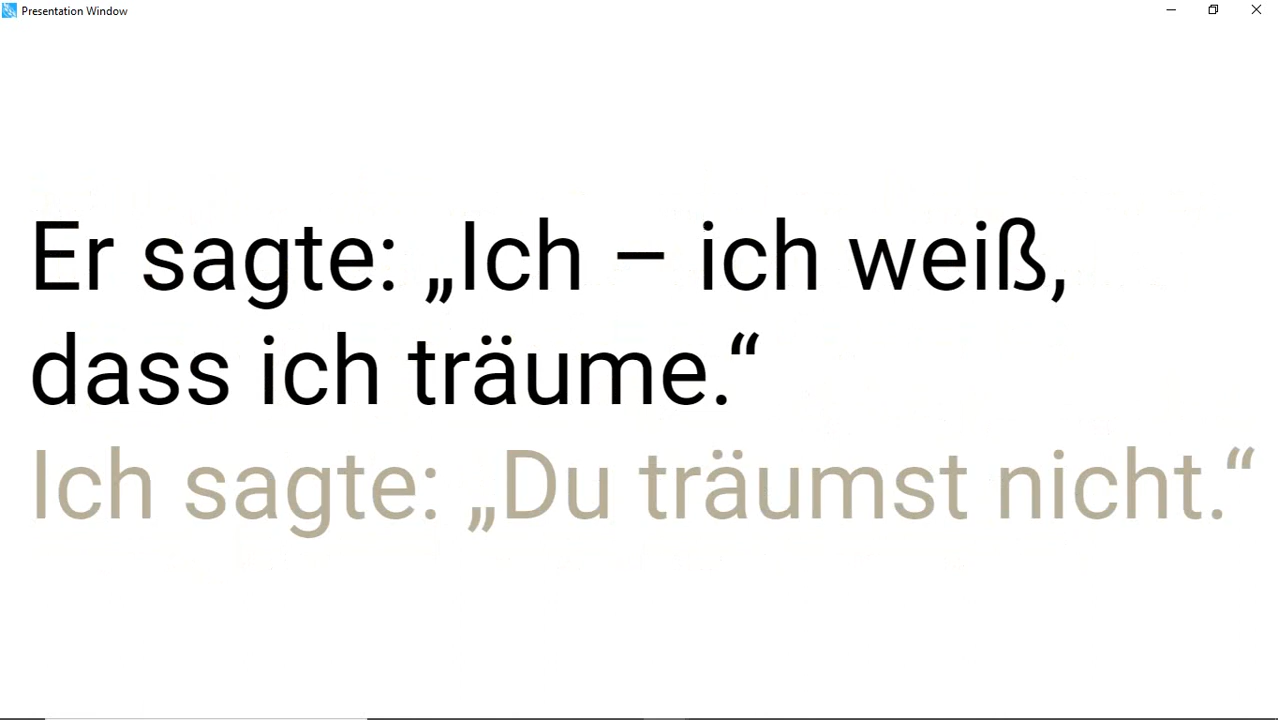 Presentation Window
Er sagte: „Ich – ich weiß,
dass ich träume.“
Ich sagte: „Du träumst nicht.“